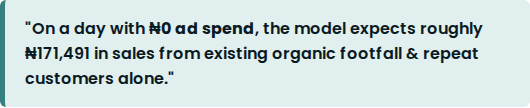 "On a day with ₦0 ad spend, the model expects roughly
₦171,491 in sales from existing organic footfall & repeat
customers alone."